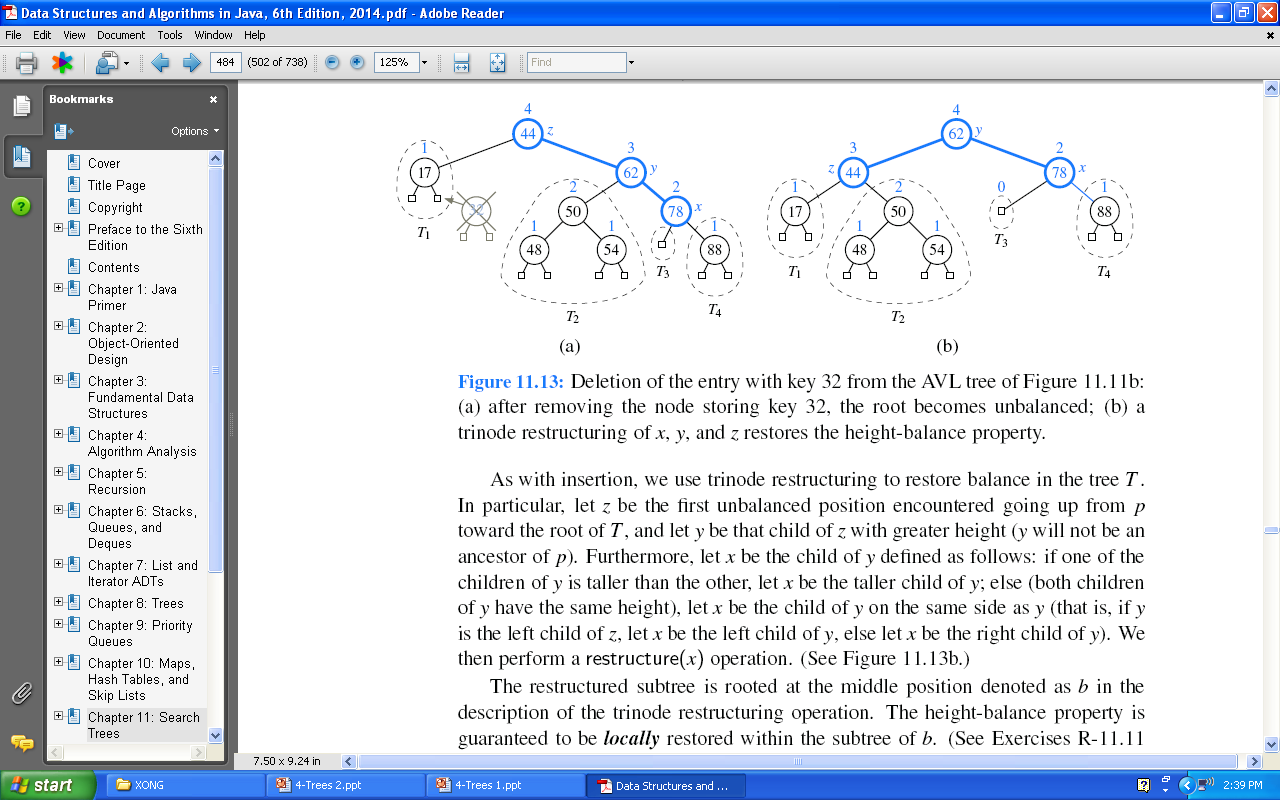 Data Structures and Algorithms in Java, 6th Edition, 2014.pdf - Adobe Reader
File Edit View Document Tools Window Help
484 (502 of 738) 125% Find
Bookmarks
Options
Cover
Title Page
Copyright
Preface to the Sixth
Edition
Contents
Chapter 1: Java
Primer
Chapter 2:
Object-Oriented
Design
Chapter 3:
Fundamental Data
Structures
Chapter 4:
Algorithm Analysis
Chapter 5:
Recursion
Chapter 6: Stacks,
Queues, and
Deques
Chapter 7: List and
Iterator ADTs
Chapter 8: Trees
Chapter 9: Priority
Queues
Chapter 10: Maps,
Hash Tables, and
Skip Lists
Chapter 11: Search
Trees
4
44 z
1
17
3
62 y
32
2
50
2
78 x
1
48
1
54
1
88
T1
T2
T3
T4
(a)
4
62 y
3
z 44
2
78 x
1
17
2
50
0
1
88
1
48
1
54
T1
T2
T3
T4
(b)
Figure 11.13: Deletion of the entry with key 32 from the AVL tree of Figure 11.11b:
(a) after removing the node storing key 32, the root becomes unbalanced; (b) a
trinode restructuring of x, y, and z restores the height-balance property.
As with insertion, we use trinode restructuring to restore balance in the tree T.
In particular, let z be the first unbalanced position encountered going up from p
toward the root of T, and let y be that child of z with greater height (y will not be an
ancestor of p). Furthermore, let x be the child of y defined as follows: if one of the
children of y is taller than the other, let x be the taller child of y; else (both children
of y have the same height), let x be the child of y on the same side as y (that is, if y
is the left child of z, let x be the left child of y, else let x be the right child of y). We
then perform a restructure(x) operation. (See Figure 11.13b.)
The restructured subtree is rooted at the middle position denoted as b in the
description of the trinode restructuring operation. The height-balance property is
guaranteed to be locally restored within the subtree of b. (See Exercises R-11.11
7.50 x 9.24 in
start XONG 4-Trees 2.ppt 4-Trees 1.ppt Data Structures and ... 2:39 PM